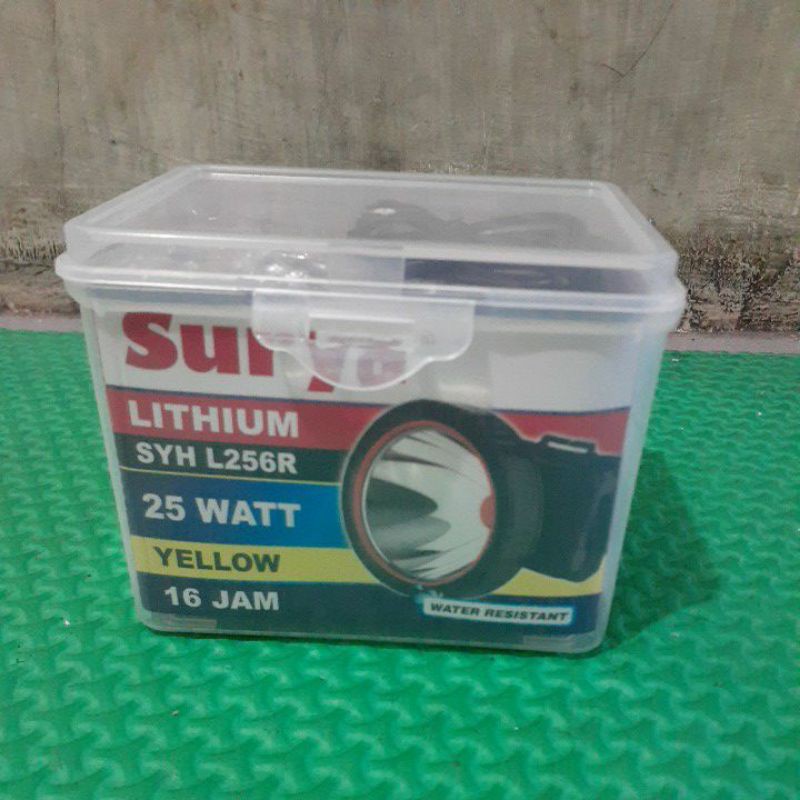 Surya
LITHIUM
SYH L256R
25 WATT
YELLOW
16 JAM
WATER RESISTANT